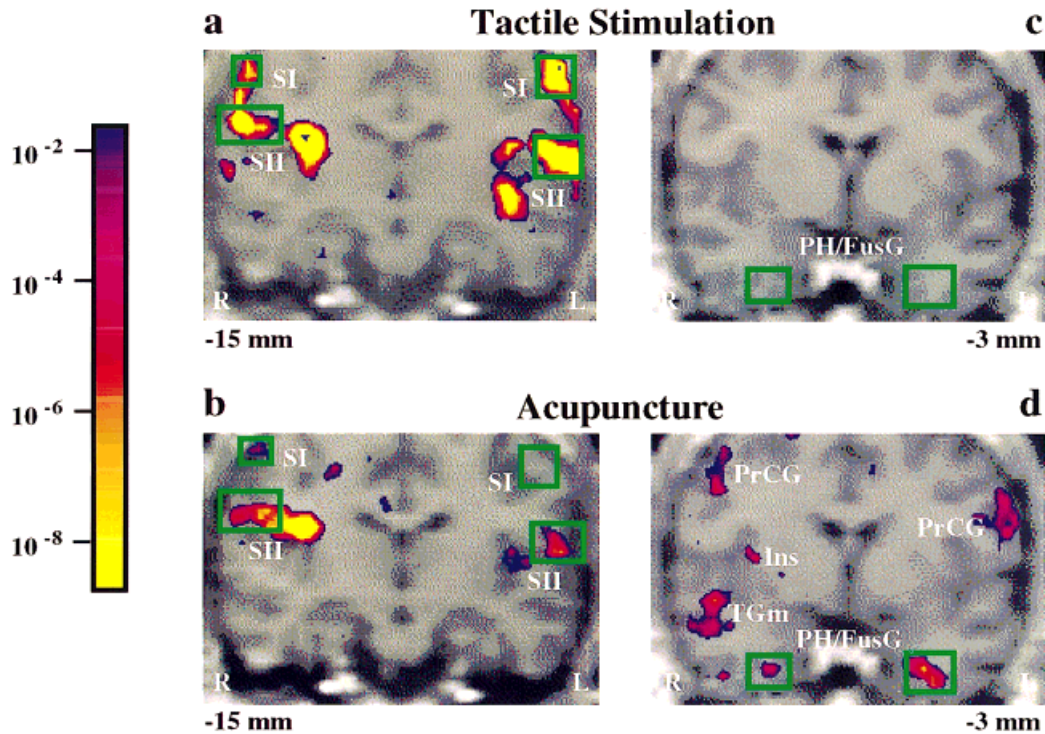 a Tactile Stimulation c
10⁻²
10⁻⁴
10⁻⁶
10⁻⁸
SI SI
SII SII
R L
-15 mm
PH/FusG
R L
-3 mm
b Acupuncture d
SI SI
SII SII
R L
-15 mm
PrCG PrCG
Ins
TGm
PH/FusG
R L
-3 mm